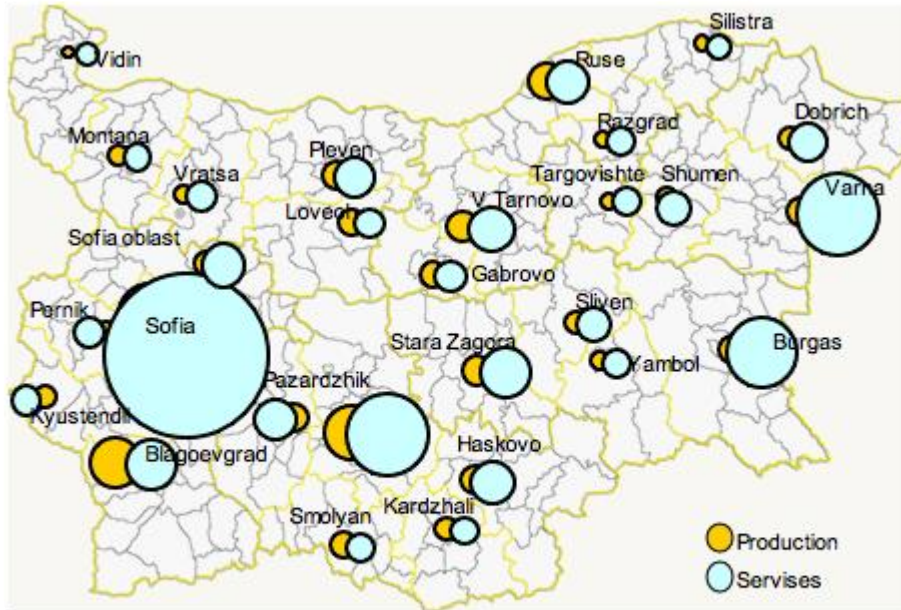 Silistra
Vidin
Ruse
Razgrad
Dobrich
Montana
Pleven
Vratsa
Targovishte
Shumen
Varna
Lovech
V.Tarnovo
Sofia oblast
Gabrovo
Pernik
Sofia
Sliven
Stara Zagora
Burgas
Yambol
Pazardzhik
Kyustendil
Blagoevgrad
Haskovo
Kardzhali
Smolyan
Production
Servises